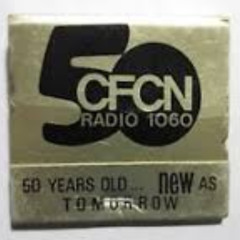 50
CFCN
RADIO 1060
50 YEARS OLD... new AS
TOMORROW